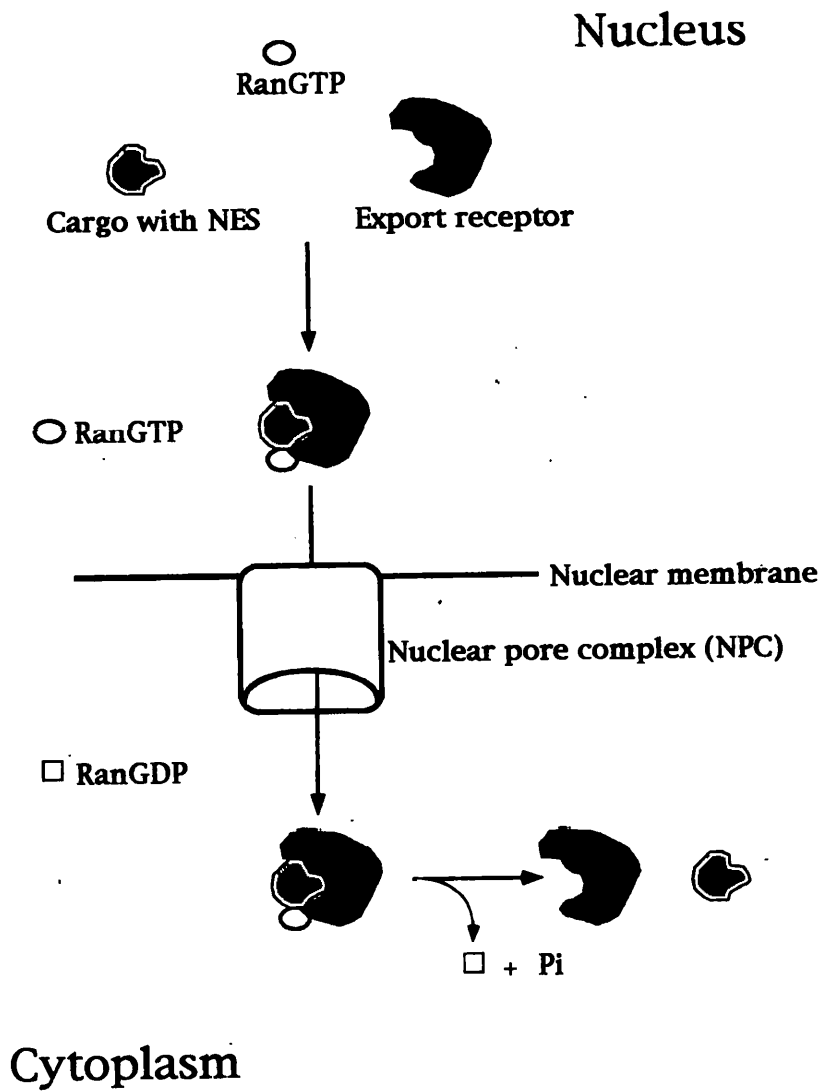 Nucleus
RanGTP
Cargo with NES
Export receptor
RanGTP
Nuclear membrane
Nuclear pore complex (NPC)
RanGDP
+ Pi
Cytoplasm